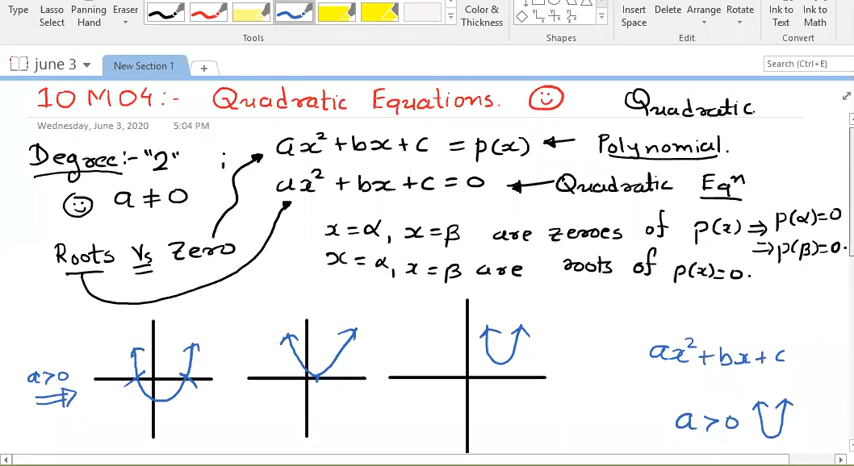 Type Lasso Select Panning Hand Eraser Color & Thickness Insert Space Delete Arrange Rotate Ink to Text Ink to Math
Tools Shapes Edit Convert
june 3 New Section 1 Search (Ctrl+E)
10 M04:- Quadratic Equations.
Wednesday, June 3, 2020 5:04 PM
Quadratic
Degree:- "2" ; ax²+bx+c = p(x) ← Polynomial.
a ≠ 0 ax²+bx+c=0 ← Quadratic Eqⁿ
Roots Vs Zero
x=α, x=β are zeroes of p(x) ⇒ p(α)=0
⇒ p(β)=0.
x=α, x=β are roots of p(x)=0.
a>0 ⇒
ax²+bx+c
a>0